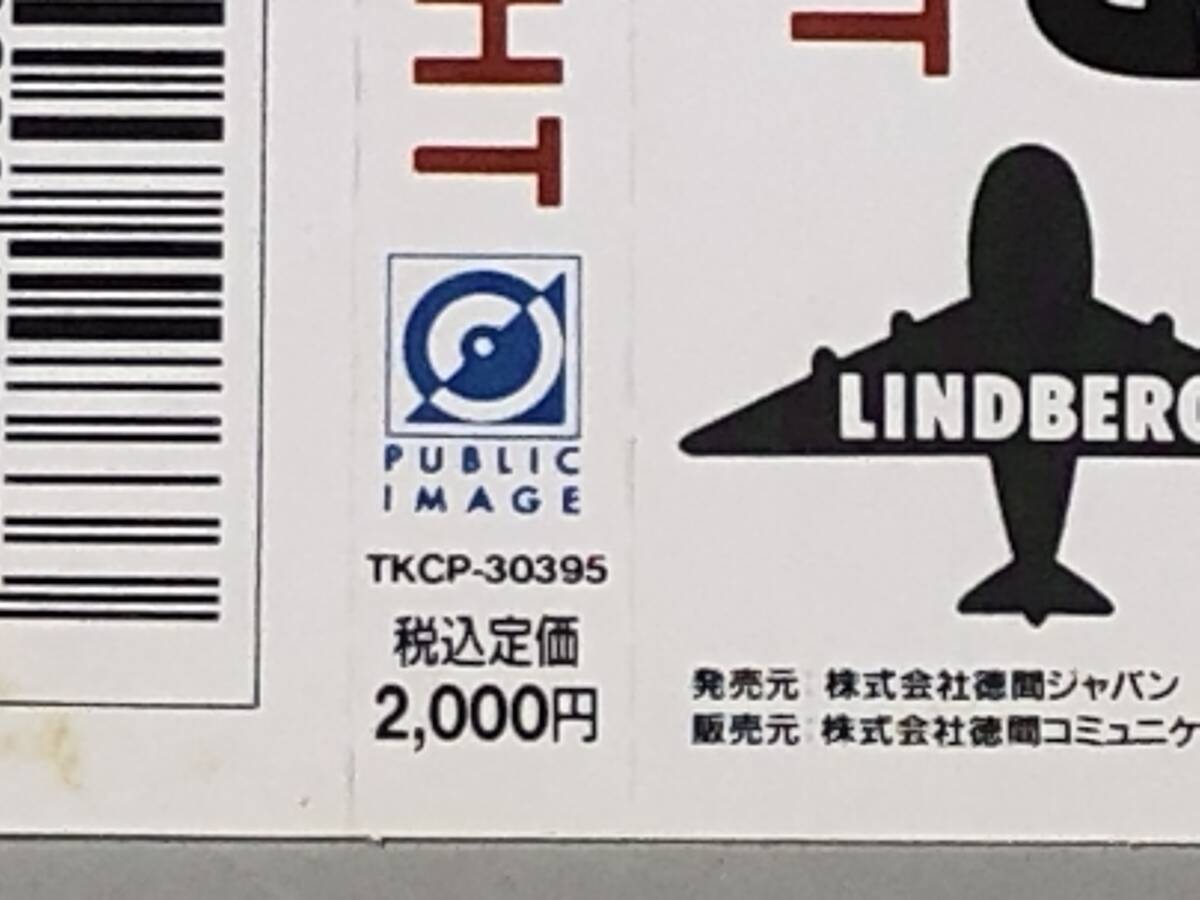 HT
T
PUBLIC
IMAGE
TKCP-30395
税込定価
2,000円
LINDBERG
発売元:株式会社徳間ジャパン
販売元:株式会社徳間コミュニケ